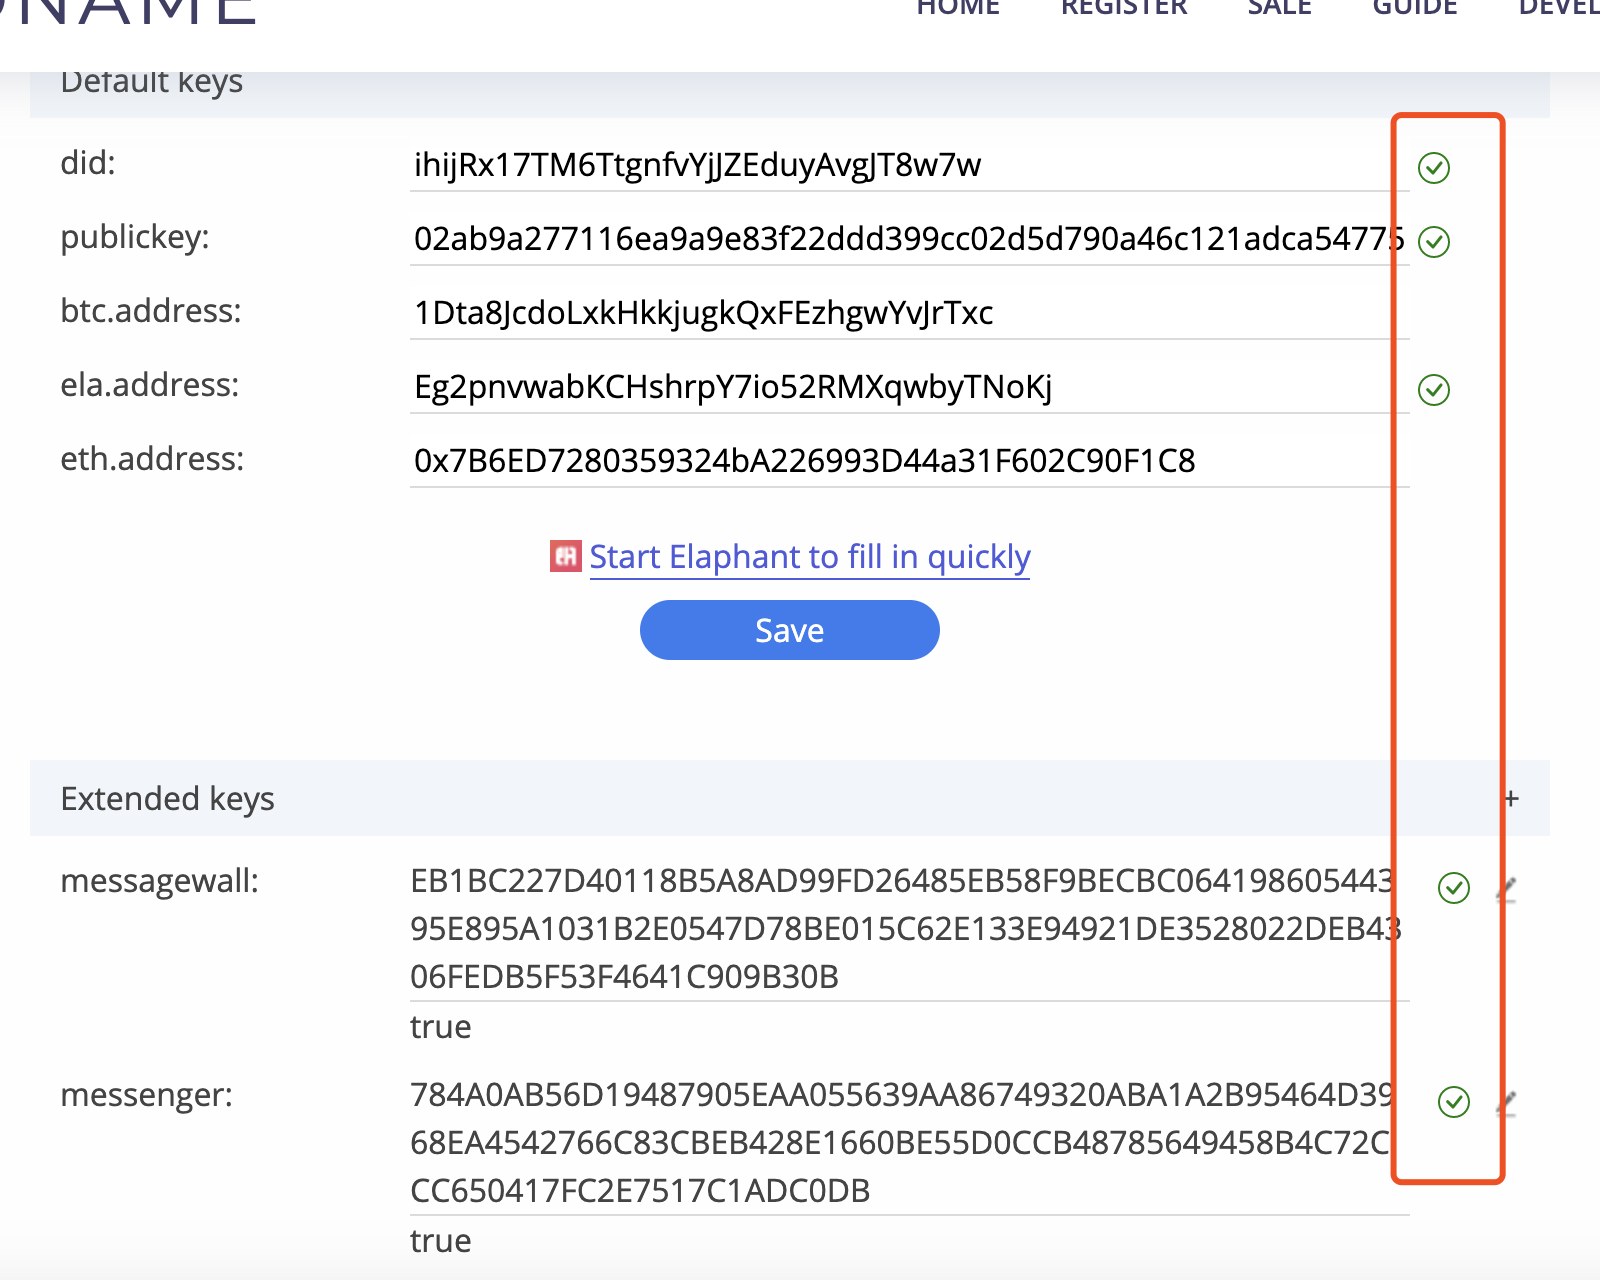 HOME REGISTER SALE GUIDE
Default keys
did: ihijRx17TM6TtgnfvYjJZEduyAvgJT8w7w
publickey: 02ab9a277116ea9a9e83f22ddd399cc02d5d790a46c121adca54775
btc.address: 1Dta8JcdoLxkHkkjugkQxFEzhgwYvJrTxc
ela.address: Eg2pnvwabKCHshrpY7io52RMXqwbyTNoKj
eth.address: 0x7B6ED7280359324bA226993D44a31F602C90F1C8
Start Elaphant to fill in quickly
Save
Extended keys +
messagewall: EB1BC227D40118B5A8AD99FD26485EB58F9BECBC064198605443
95E895A1031B2E0547D78BE015C62E133E94921DE3528022DEB43
06FEDB5F53F4641C909B30B
true
messenger: 784A0AB56D19487905EAA055639AA86749320ABA1A2B95464D39
68EA4542766C83CBEB428E1660BE55D0CCB48785649458B4C72C
CC650417FC2E7517C1ADC0DB
true